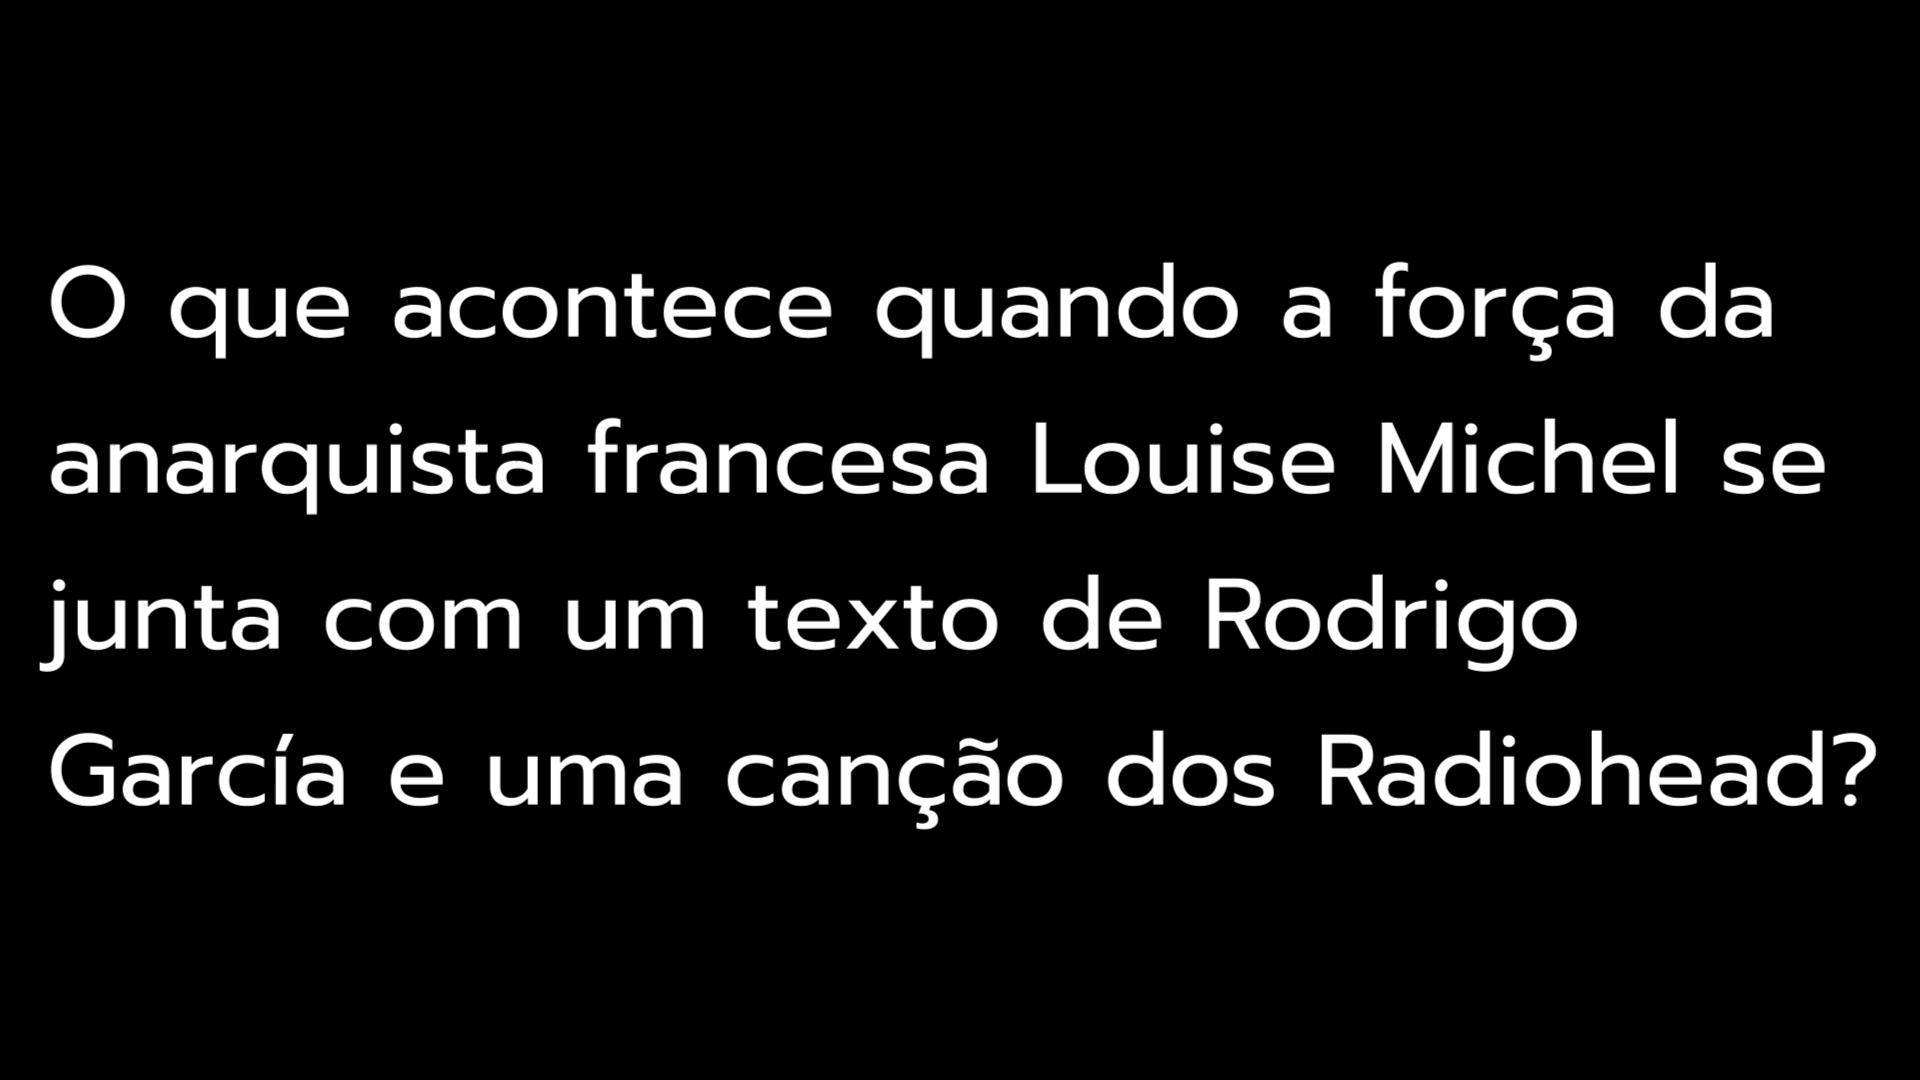 O que acontece quando a força da
anarquista francesa Louise Michel se
junta com um texto de Rodrigo
García e uma canção dos Radiohead?